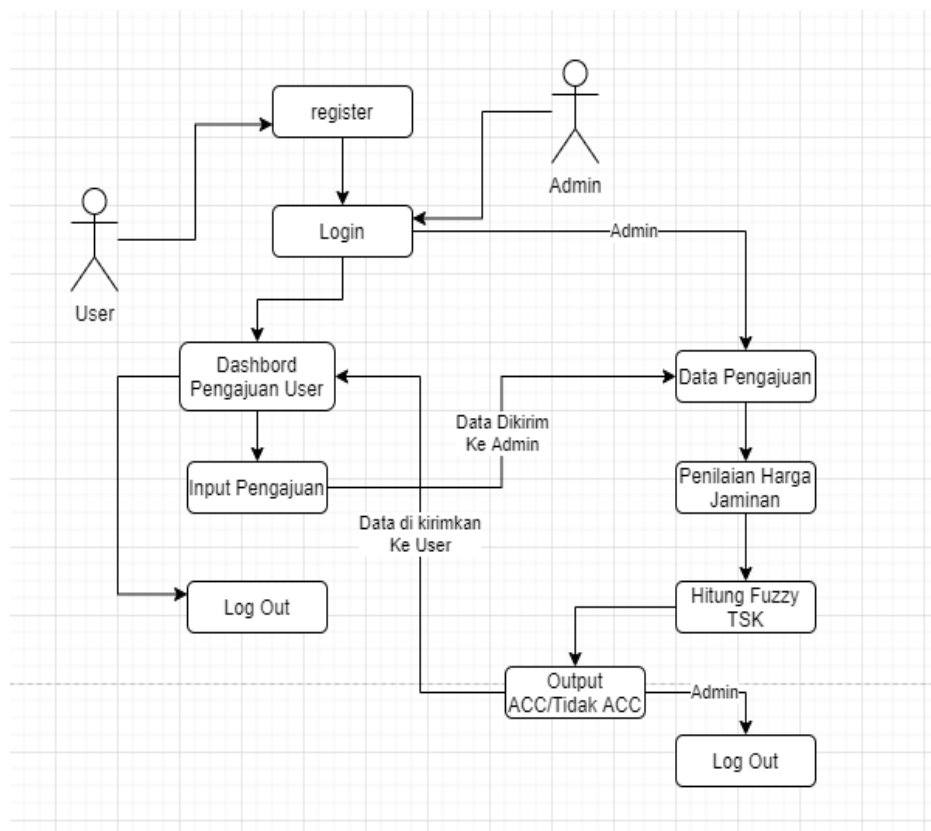 register
Admin
Login
Admin
User
Dashbord
Pengajuan User
Data Pengajuan
Data Dikirim
Ke Admin
Input Pengajuan
Penilaian Harga
Jaminan
Data di kirimkan
Ke User
Log Out
Hitung Fuzzy
TSK
Output
ACC/Tidak ACC
Admin
Log Out